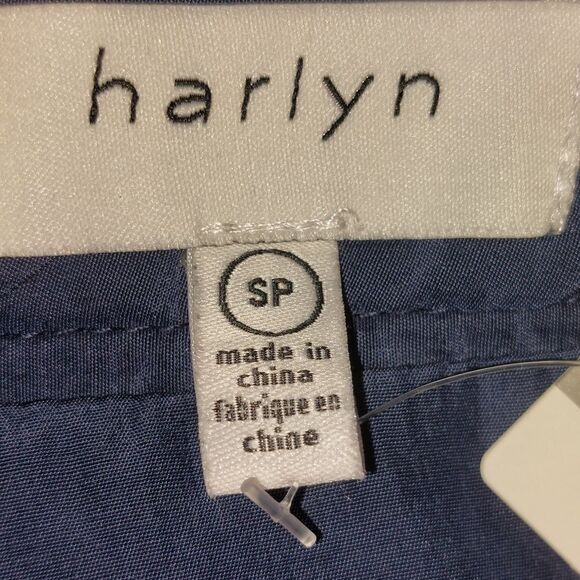 harlyn
SP
made in
china
fabrique en
chine